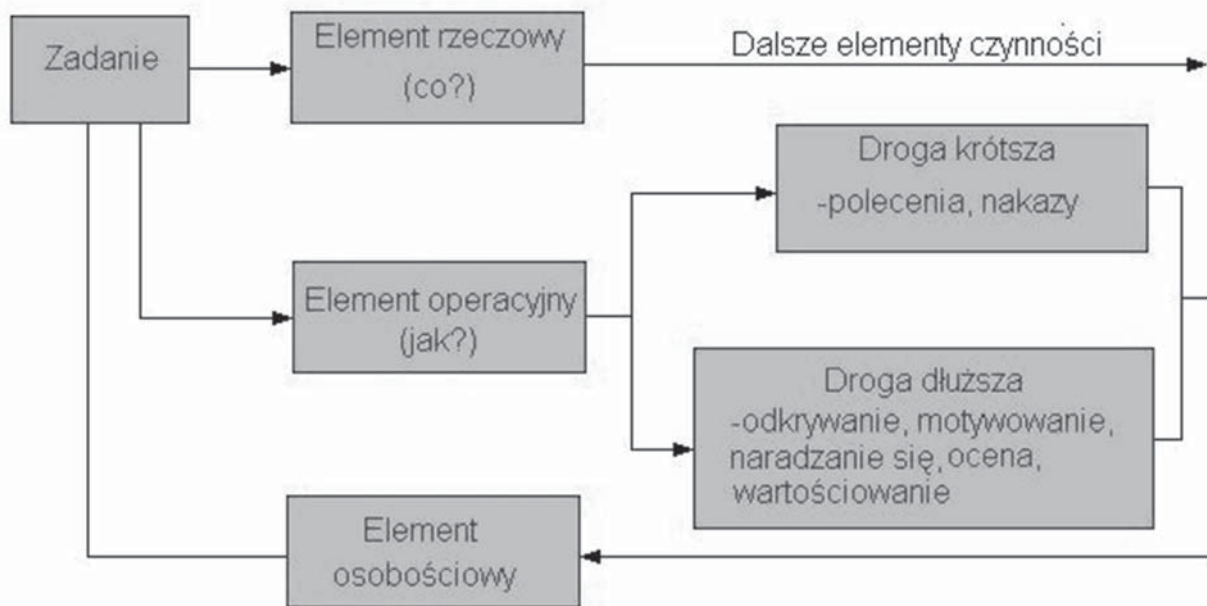 Zadanie
Element rzeczowy
(co?)
Dalsze elementy czynności
Droga krótsza
-polecenia, nakazy
Element operacyjny
(jak?)
Droga dłuższa
-odkrywanie, motywowanie,
naradzanie się, ocena,
wartościowanie
Element
osobościowy